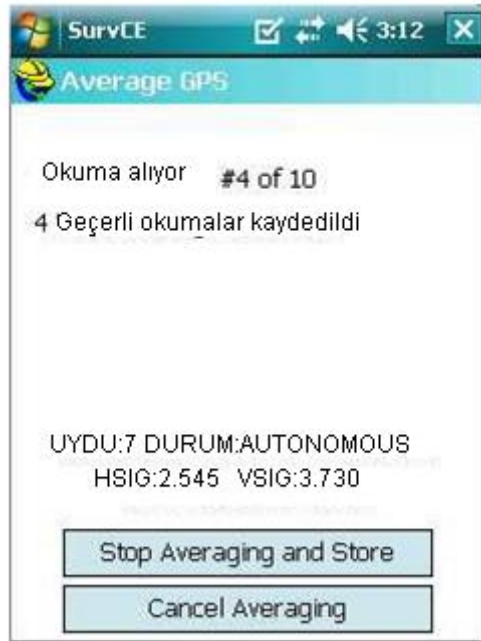 SurvCE 3:12
Average GPS
Okuma alıyor #4 of 10
4 Geçerli okumalar kaydedildi
UYDU:7 DURUM:AUTONOMOUS
HSIG:2.545 VSIG:3.730
Stop Averaging and Store
Cancel Averaging